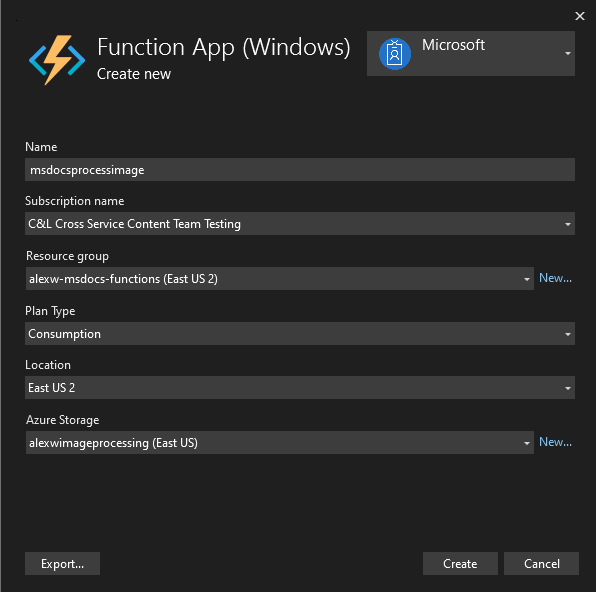 Function App (Windows)
Create new
Microsoft
Name
msdocsprocessimage
Subscription name
C&L Cross Service Content Team Testing
Resource group
alexw-msdocs-functions (East US 2)
New...
Plan Type
Consumption
Location
East US 2
Azure Storage
alexwimageprocessing (East US)
New...
Export...
Create
Cancel